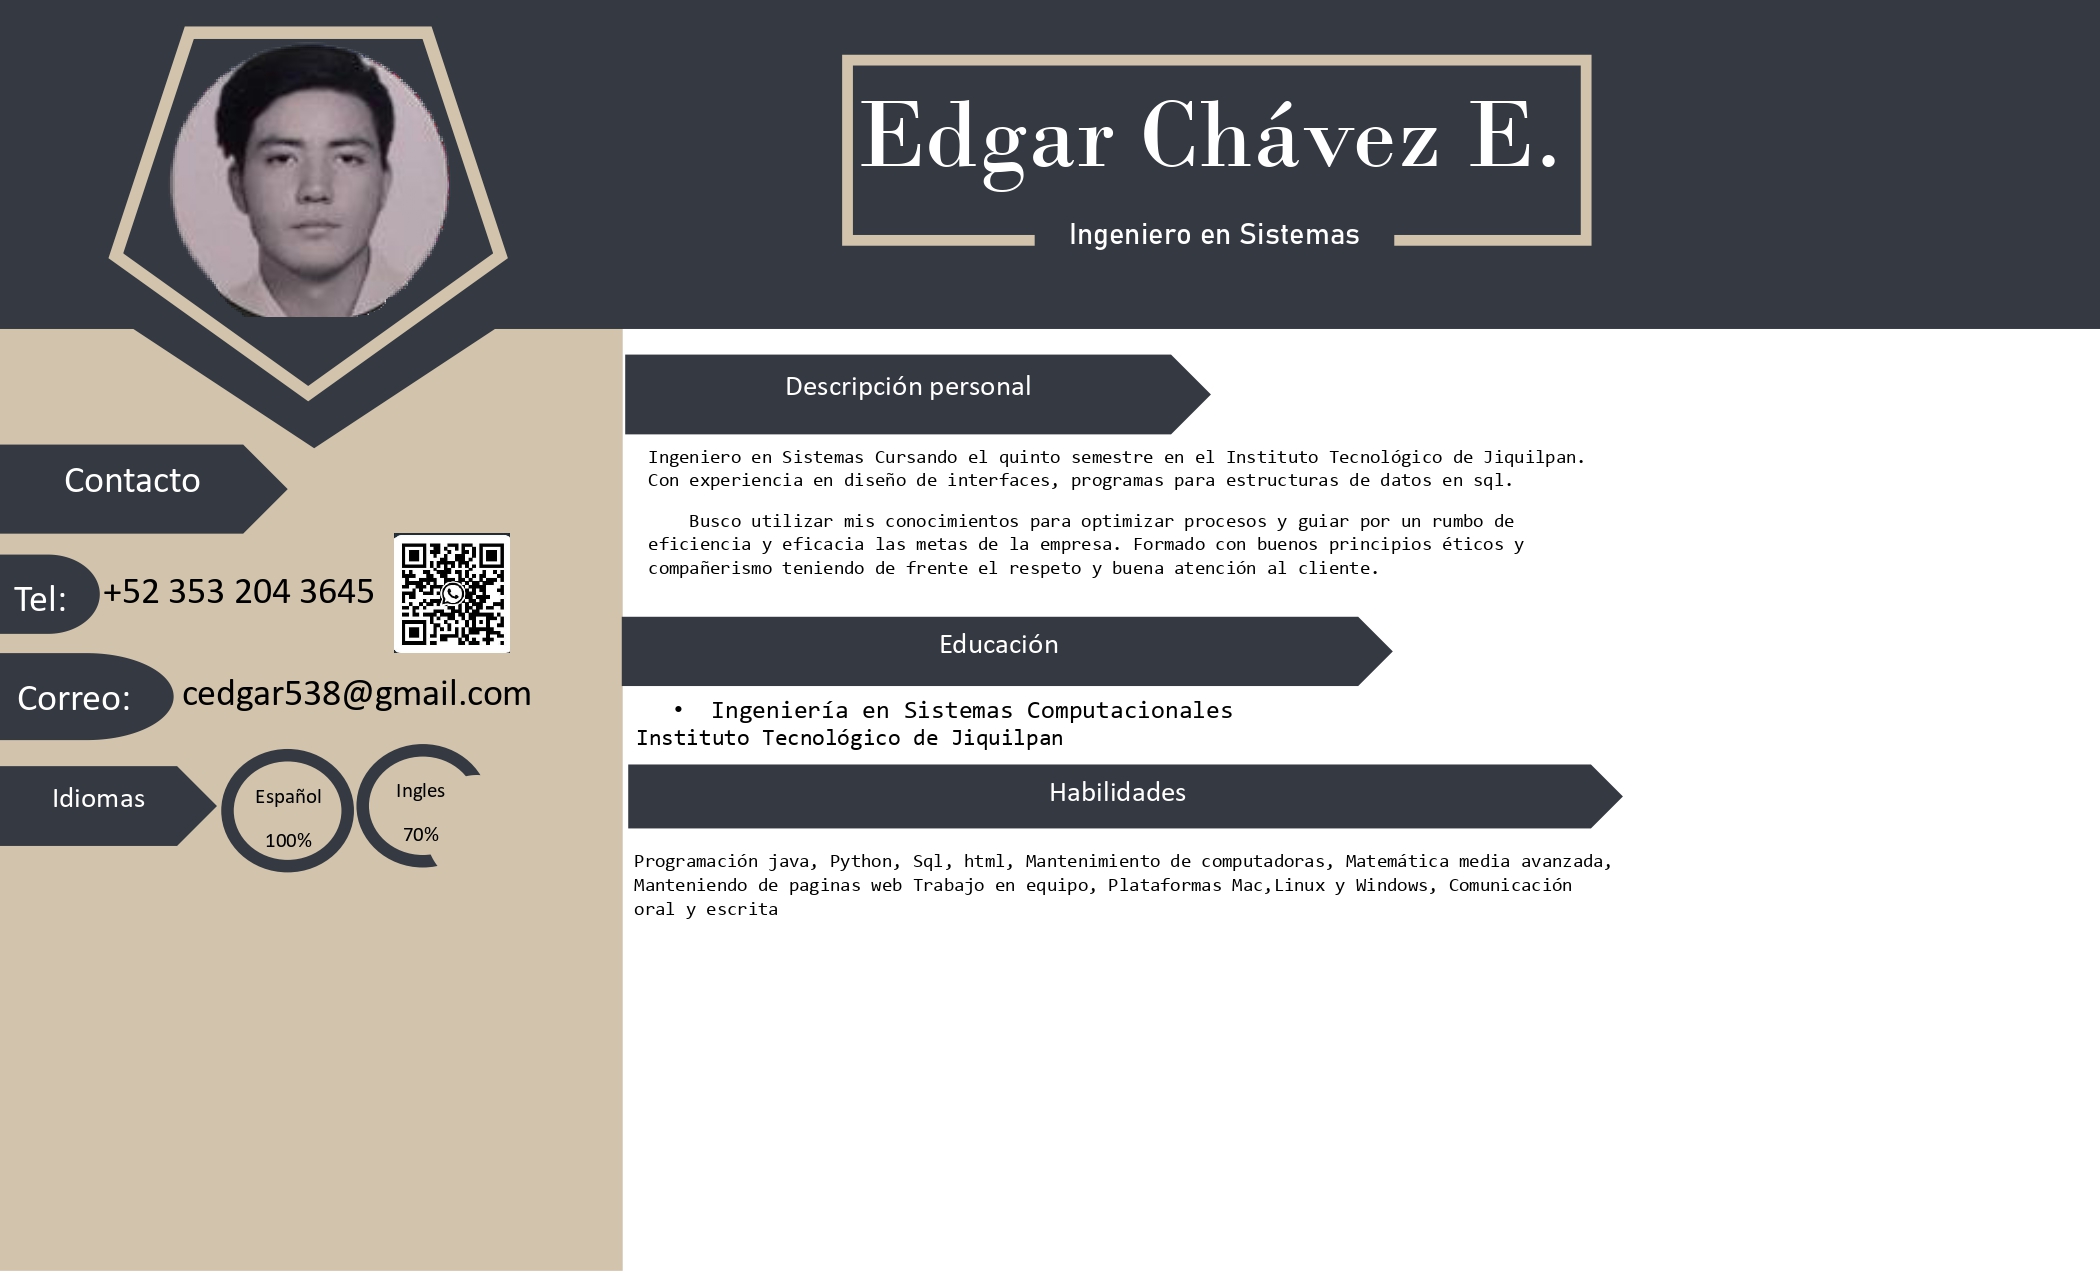 Edgar Chávez E.
Ingeniero en Sistemas
Contacto
Tel:
+52 353 204 3645
Correo:
cedgar538@gmail.com
Idiomas
Español
100%
Ingles
70%
Descripción personal
Ingeniero en Sistemas Cursando el quinto semestre en el Instituto Tecnológico de Jiquilpan.
Con experiencia en diseño de interfaces, programas para estructuras de datos en sql.
Busco utilizar mis conocimientos para optimizar procesos y guiar por un rumbo de
eficiencia y eficacia las metas de la empresa. Formado con buenos principios éticos y
compañerismo teniendo de frente el respeto y buena atención al cliente.
Educación
• Ingeniería en Sistemas Computacionales
Instituto Tecnológico de Jiquilpan
Habilidades
Programación java, Python, Sql, html, Mantenimiento de computadoras, Matemática media avanzada,
Manteniendo de paginas web Trabajo en equipo, Plataformas Mac,Linux y Windows, Comunicación
oral y escrita